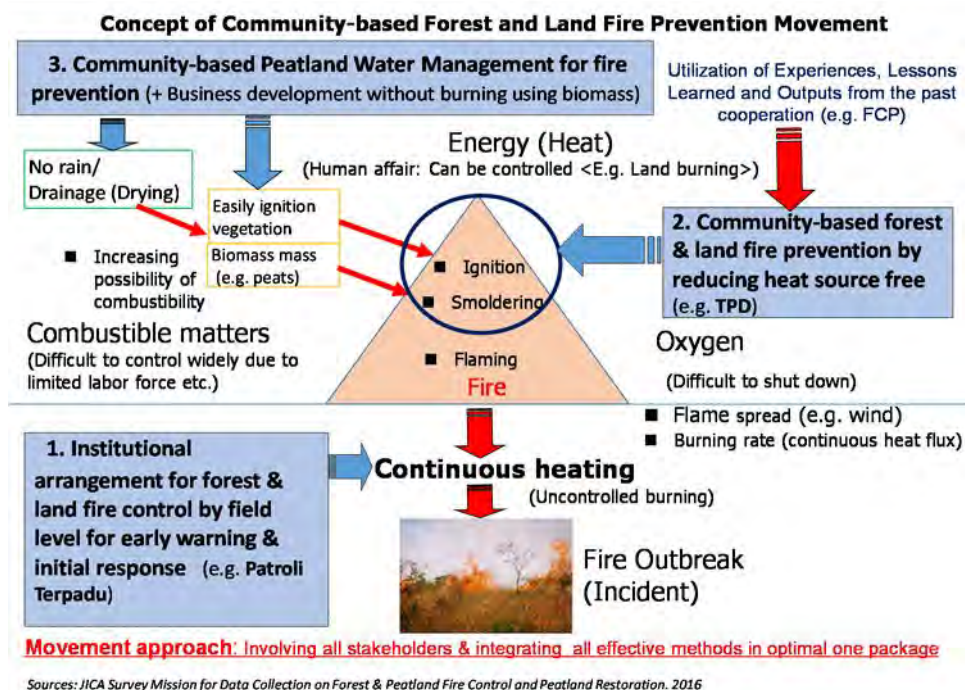 Concept of Community-based Forest and Land Fire Prevention Movement
3. Community-based Peatland Water Management for fire
prevention (+ Business development without burning using biomass)
Utilization of Experiences, Lessons
Learned and Outputs from the past
cooperation (e.g. FCP)
Energy (Heat)
(Human affair: Can be controlled <E.g. Land burning>)
No rain/
Drainage (Drying)
Easily ignition
vegetation
Biomass mass
(e.g. peats)
■ Increasing
possibility of
combustibility
Combustible matters
(Difficult to control widely due to
limited labor force etc.)
■ Ignition
■ Smoldering
■ Flaming
Fire
2. Community-based forest
& land fire prevention by
reducing heat source free
(e.g. TPD)
Oxygen
(Difficult to shut down)
■ Flame spread (e.g. wind)
■ Burning rate (continuous heat flux)
1. Institutional
arrangement for forest &
land fire control by field
level for early warning &
initial response (e.g. Patroli
Terpadu)
Continuous heating
(Uncontrolled burning)
Fire Outbreak
(Incident)
Movement approach: Involving all stakeholders & integrating all effective methods in optimal one package
Sources: JICA Survey Mission for Data Collection on Forest & Peatland Fire Control and Peatland Restoration. 2016